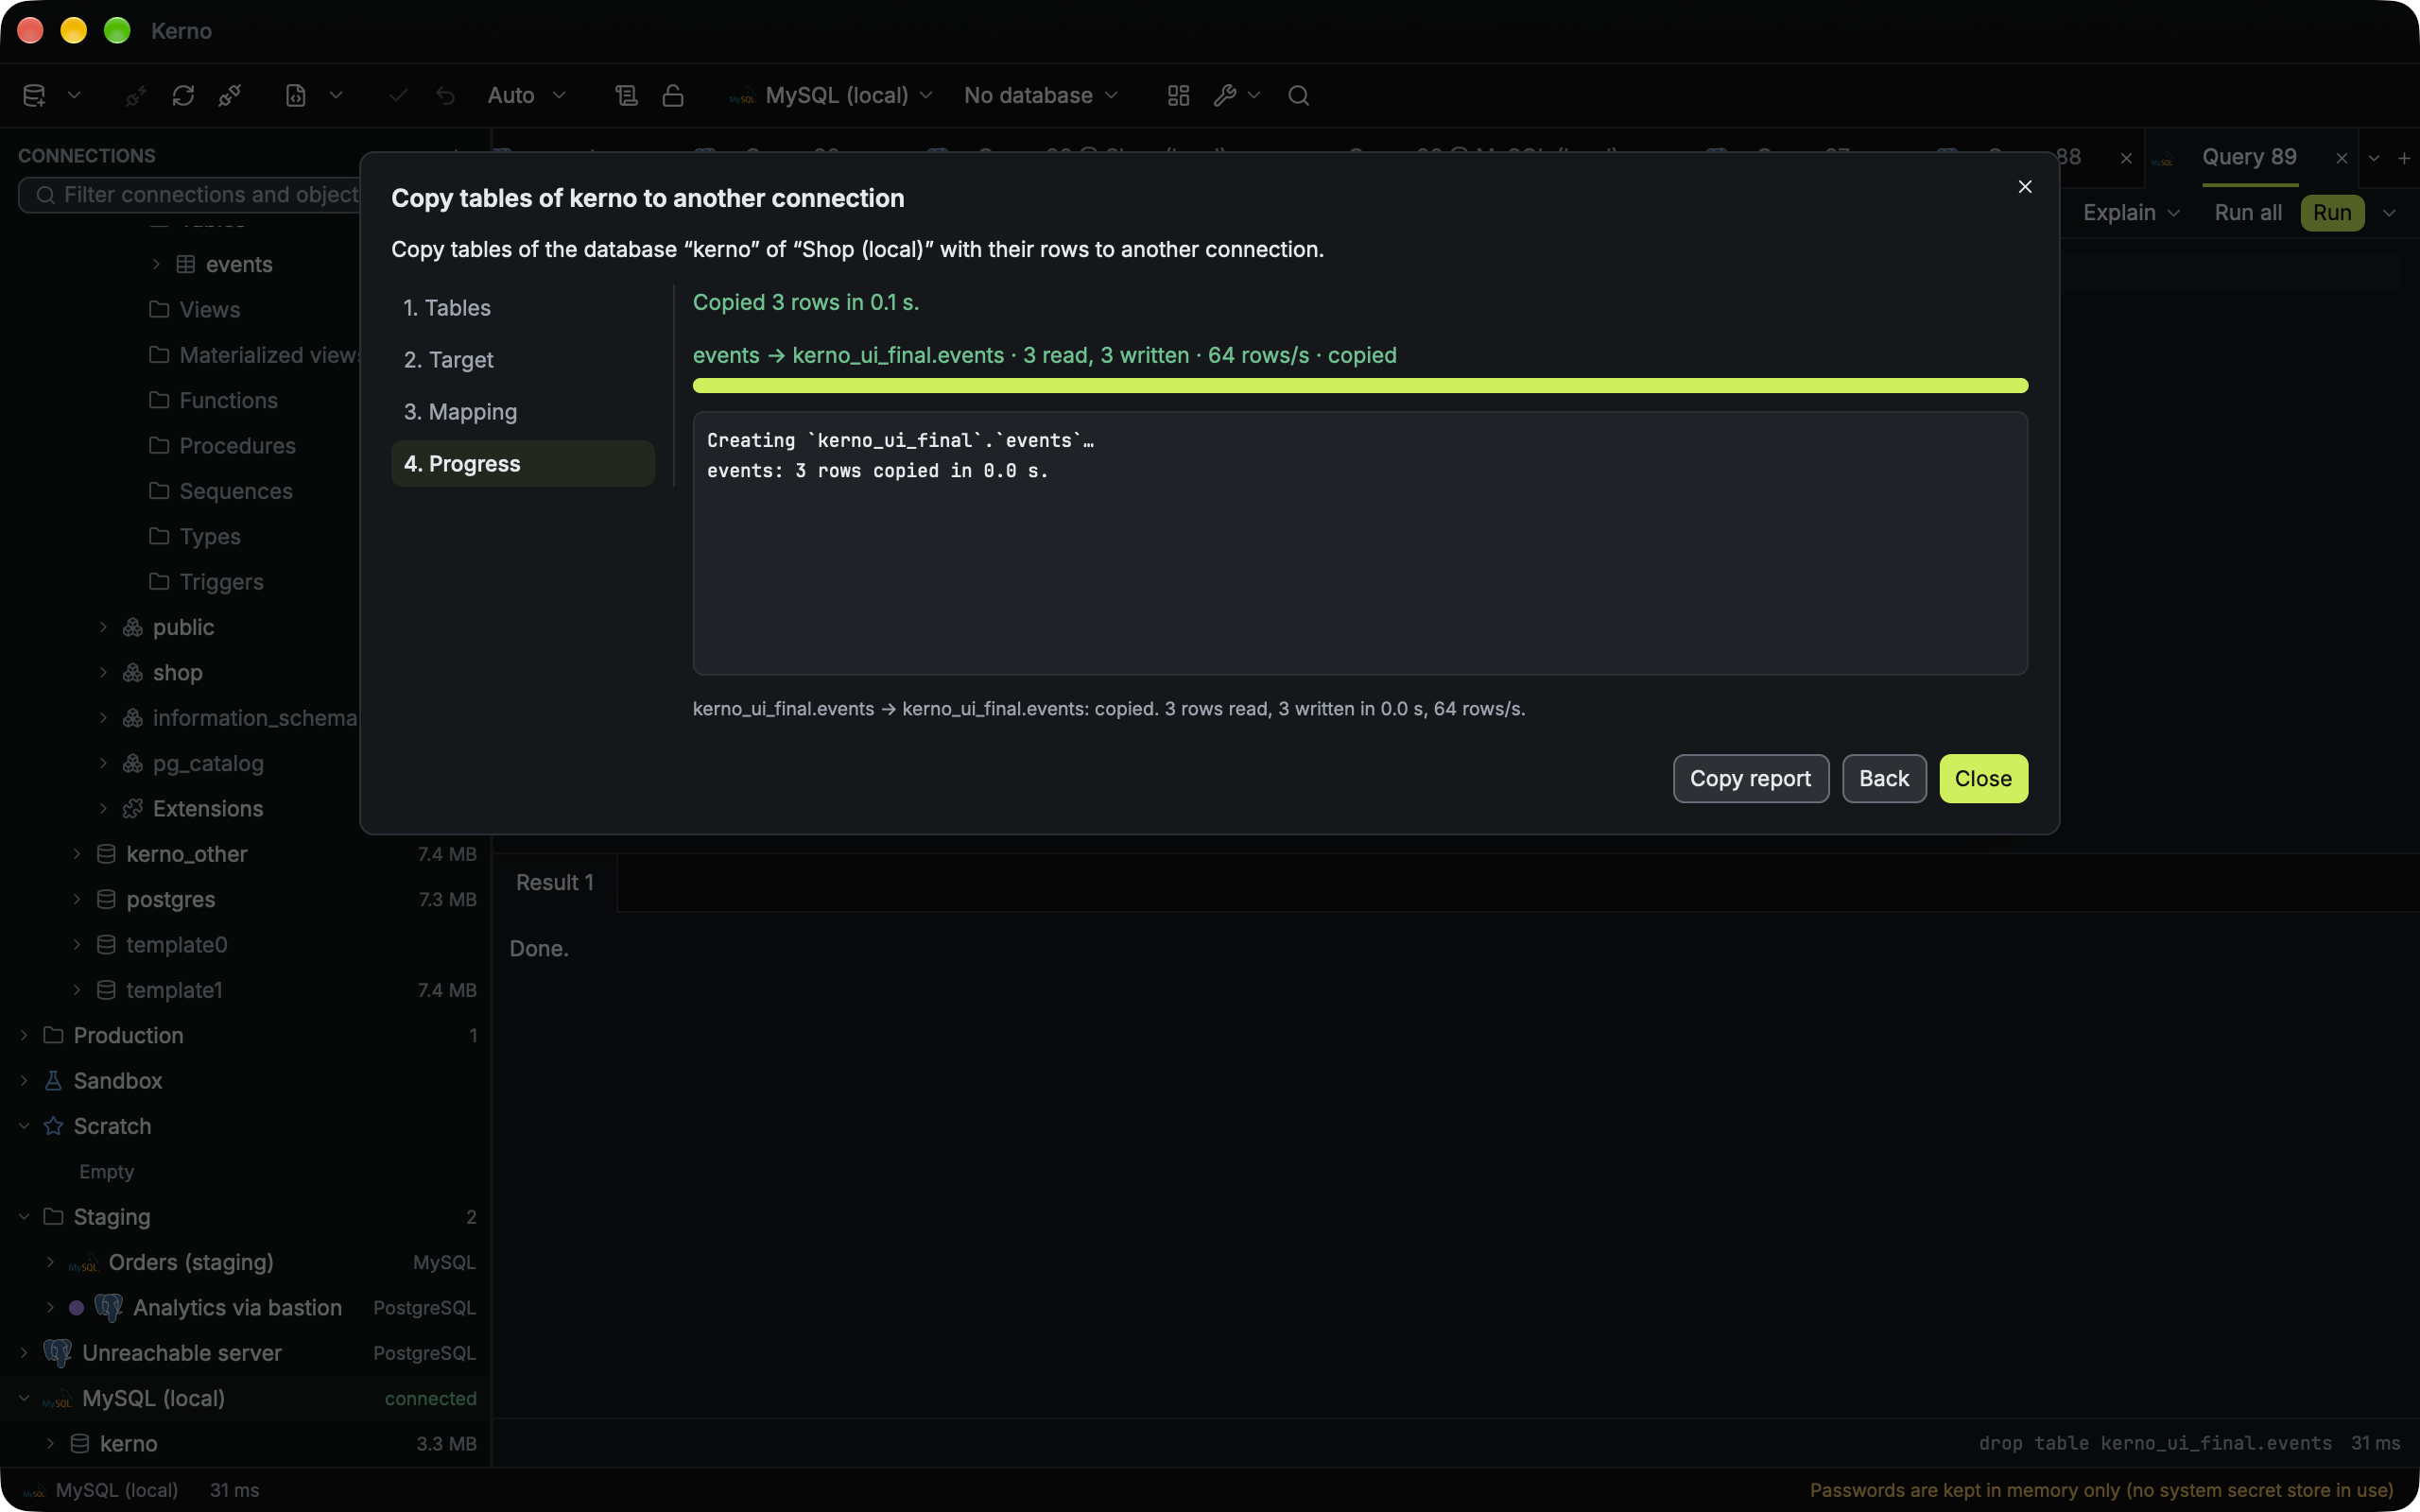 Kerno
Auto
MySQL (local)
No database
CONNECTIONS
Filter connections and object
88
Query 89
Explain
Run all
Run
events
Views
Materialized views
Functions
Procedures
Sequences
Types
Triggers
public
shop
information_schema
pg_catalog
Extensions
kerno_other 7.4 MB
postgres 7.3 MB
template0
template1 7.4 MB
Production 1
Sandbox
Scratch
Empty
Staging 2
Orders (staging) MySQL
Analytics via bastion PostgreSQL
Unreachable server PostgreSQL
MySQL (local) connected
kerno 3.3 MB
Copy tables of kerno to another connection
Copy tables of the database “kerno” of “Shop (local)” with their rows to another connection.
1. Tables
2. Target
3. Mapping
4. Progress
Copied 3 rows in 0.1 s.
events → kerno_ui_final.events · 3 read, 3 written · 64 rows/s · copied
Creating `kerno_ui_final`.`events`…
events: 3 rows copied in 0.0 s.
kerno_ui_final.events → kerno_ui_final.events: copied. 3 rows read, 3 written in 0.0 s, 64 rows/s.
Copy report
Back
Close
Result 1
Done.
drop table kerno_ui_final.events 31 ms
MySQL (local) 31 ms
Passwords are kept in memory only (no system secret store in use)